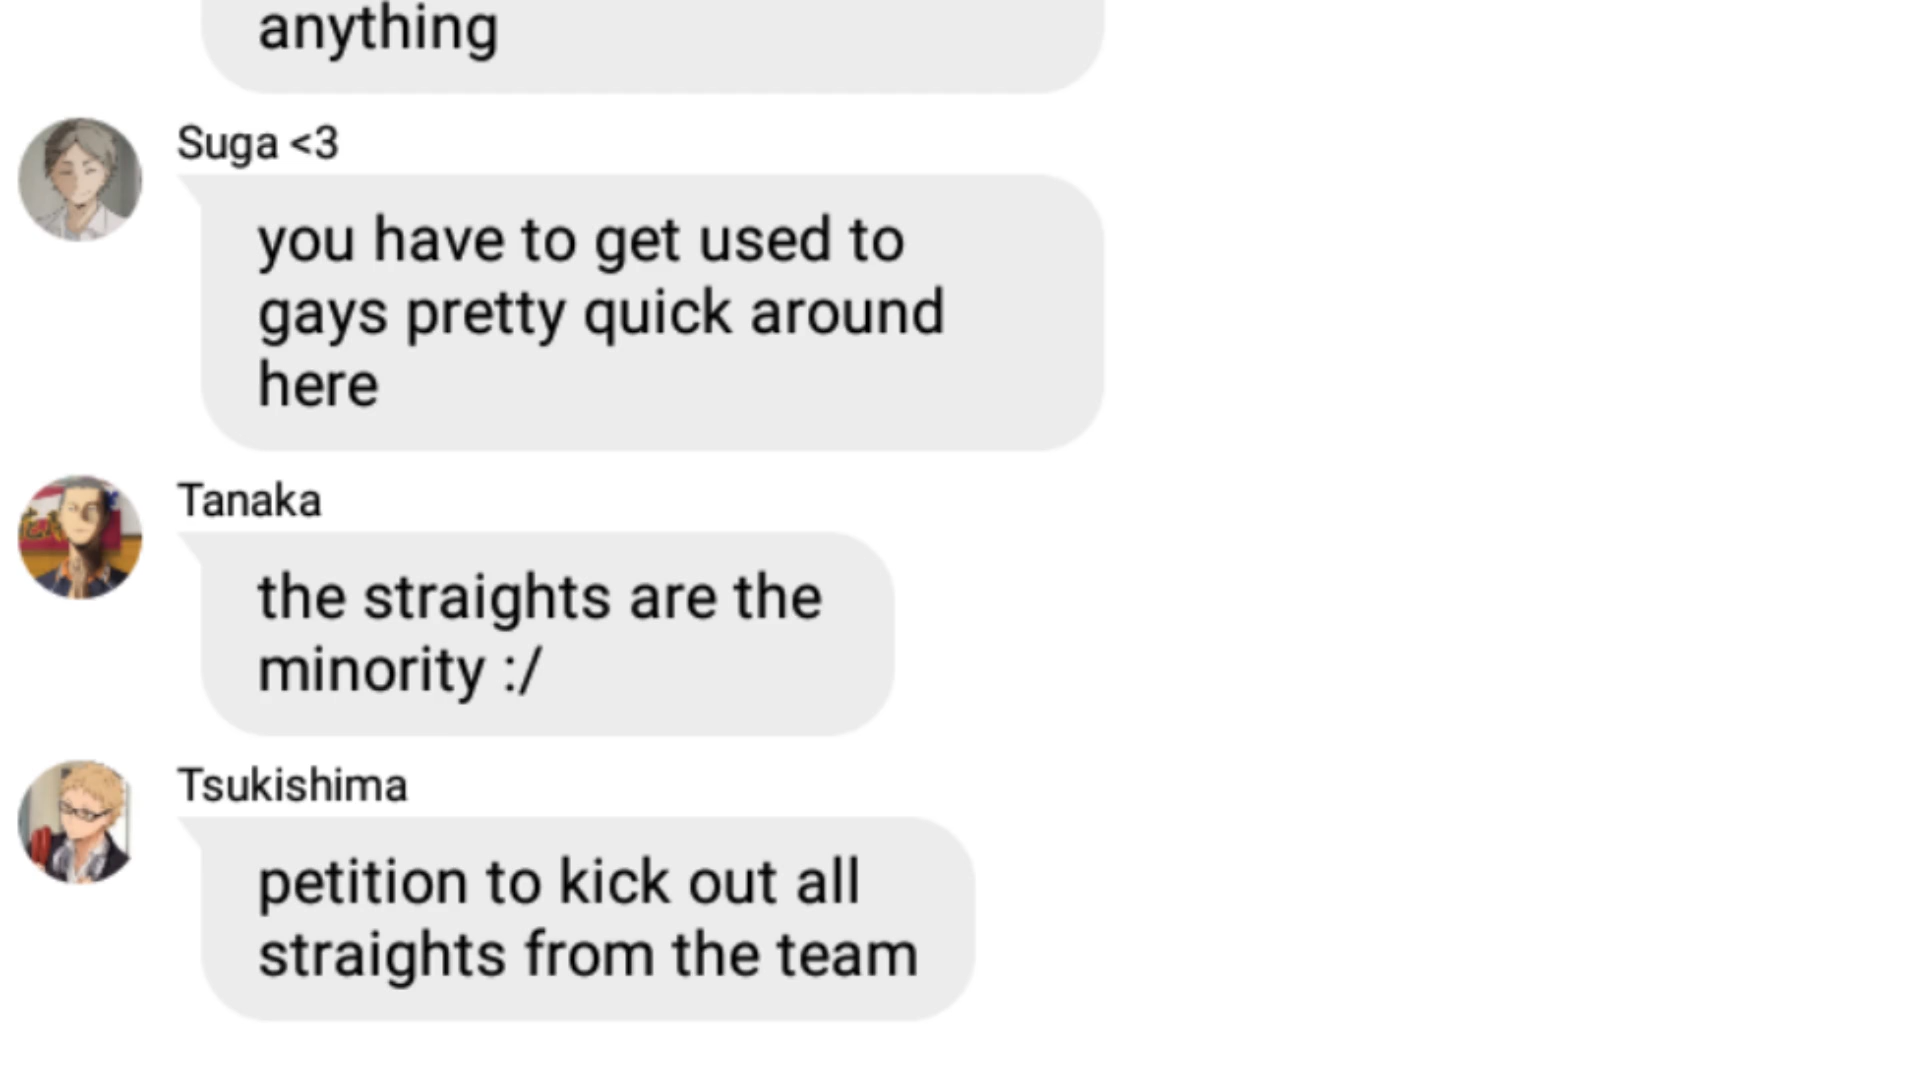 anything
Suga <3
you have to get used to
gays pretty quick around
here
Tanaka
the straights are the
minority :/
Tsukishima
petition to kick out all
straights from the team